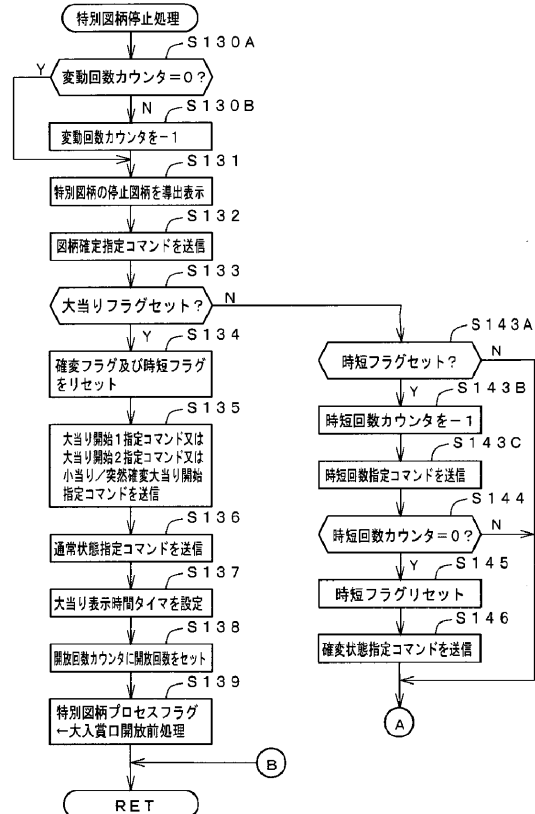 特別図柄停止処理
S130A
Y
変動回数カウンタ=0?
N
S130B
変動回数カウンタを-1
S131
特別図柄の停止図柄を導出表示
S132
図柄確定指定コマンドを送信
S133
大当りフラグセット?
N
Y
S134
確変フラグ及び時短フラグ
をリセット
S135
大当り開始1指定コマンド又は
大当り開始2指定コマンド又は
小当り/突然確変大当り開始
指定コマンドを送信
S136
通常状態指定コマンドを送信
S137
大当り表示時間タイマを設定
S138
開放回数カウンタに開放回数をセット
S139
特別図柄プロセスフラグ
←大入賞口開放前処理
B
RET
S143A
時短フラグセット?
N
Y
S143B
時短回数カウンタを-1
S143C
時短回数指定コマンドを送信
S144
時短回数カウンタ=0?
N
Y
S145
時短フラグリセット
S146
確変状態指定コマンドを送信
A